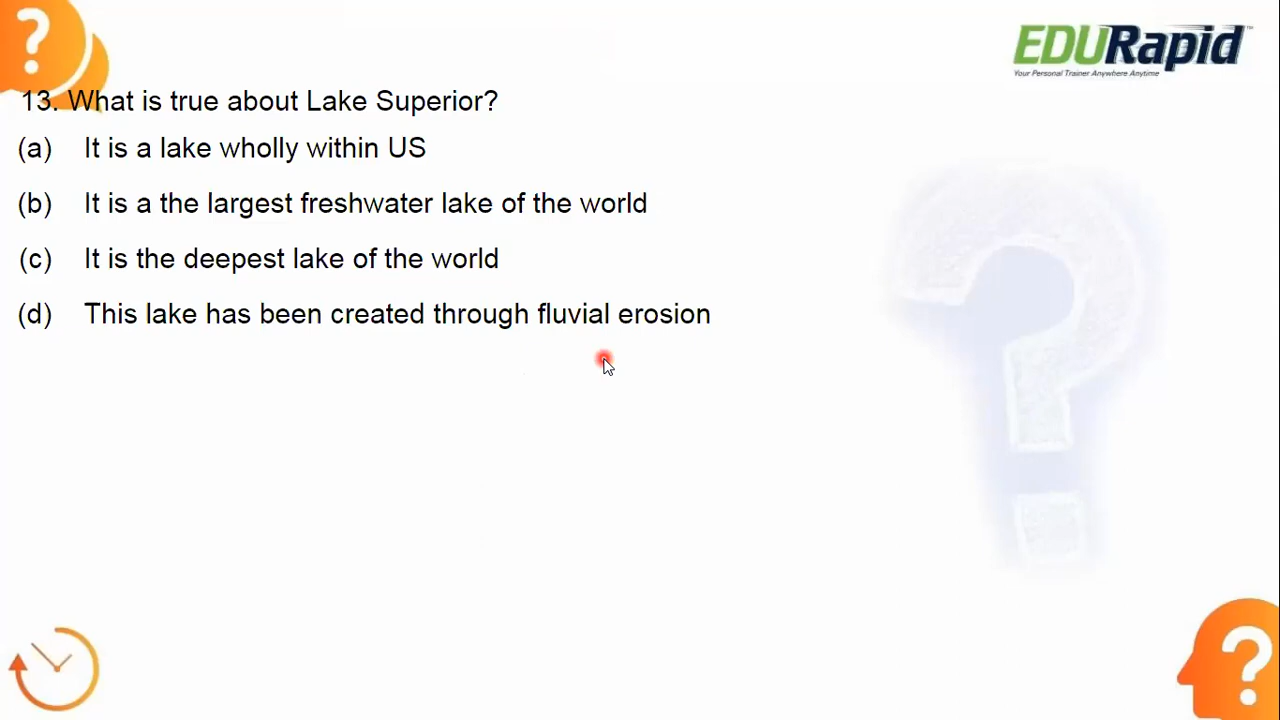 EDURapid™
Your Personal Trainer Anywhere Anytime
13. What is true about Lake Superior?
(a) It is a lake wholly within US
(b) It is a the largest freshwater lake of the world
(c) It is the deepest lake of the world
(d) This lake has been created through fluvial erosion